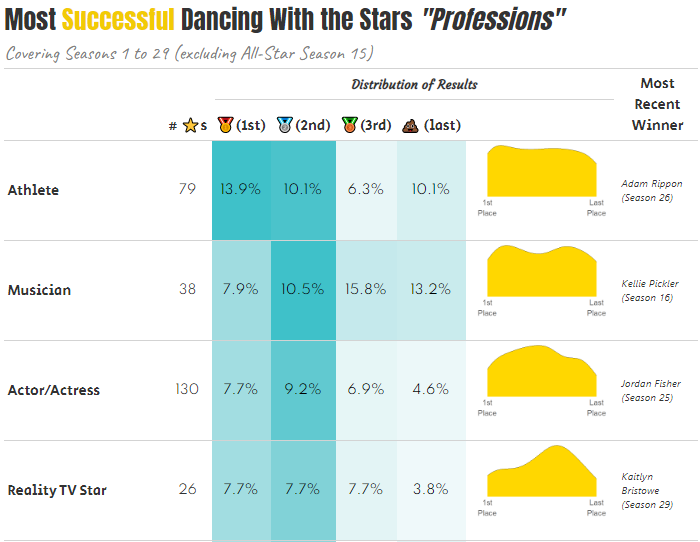 Most Successful Dancing With the Stars "Professions"
Covering Seasons 1 to 29 (excluding All-Star Season 15)
Distribution of Results
Most
Recent
Winner
# ⭐s 🥇(1st) 🥈(2nd) 🥉(3rd) 💩(last)
Athlete 79 13.9% 10.1% 6.3% 10.1%
1st Place
Last Place
Adam Rippon
(Season 26)
Musician 38 7.9% 10.5% 15.8% 13.2%
1st Place
Last Place
Kellie Pickler
(Season 16)
Actor/Actress 130 7.7% 9.2% 6.9% 4.6%
1st Place
Last Place
Jordan Fisher
(Season 25)
Reality TV Star 26 7.7% 7.7% 7.7% 3.8%
1st Place
Last Place
Kaitlyn
Bristowe
(Season 29)